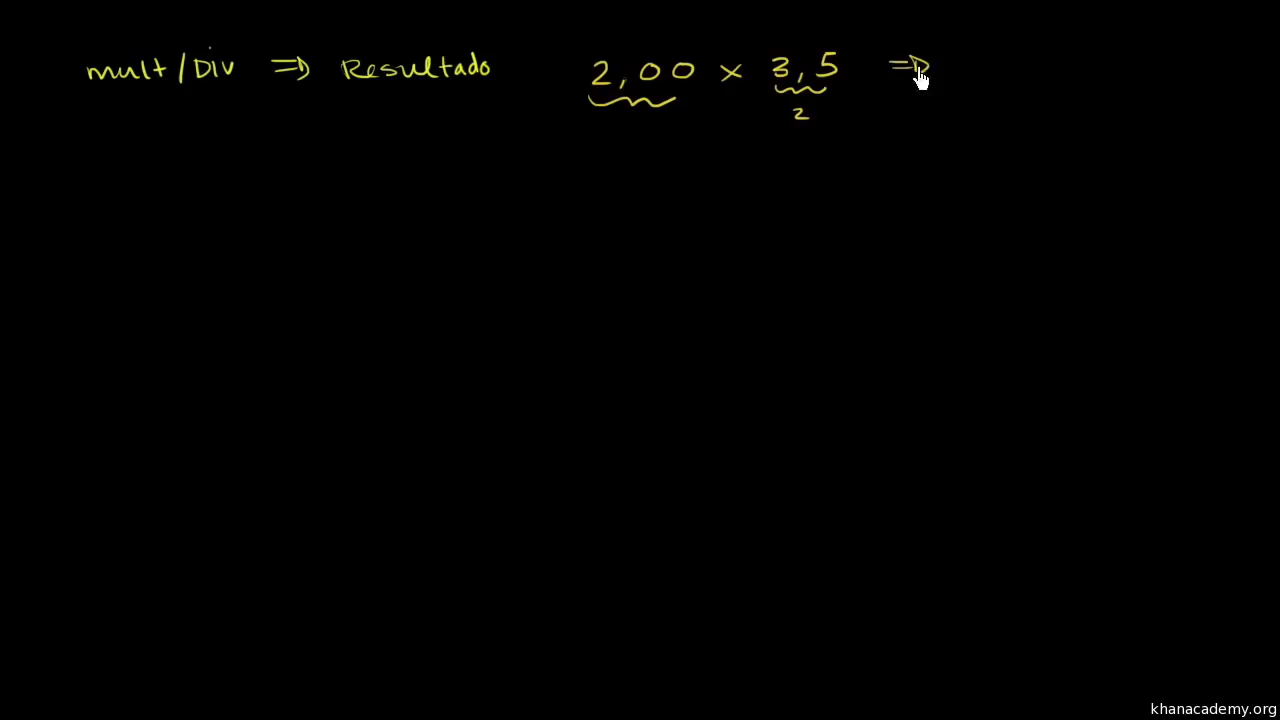 mult/Div ⇒ Resultado 2,00 × 3,5 ⇒
2
khanacademy.org